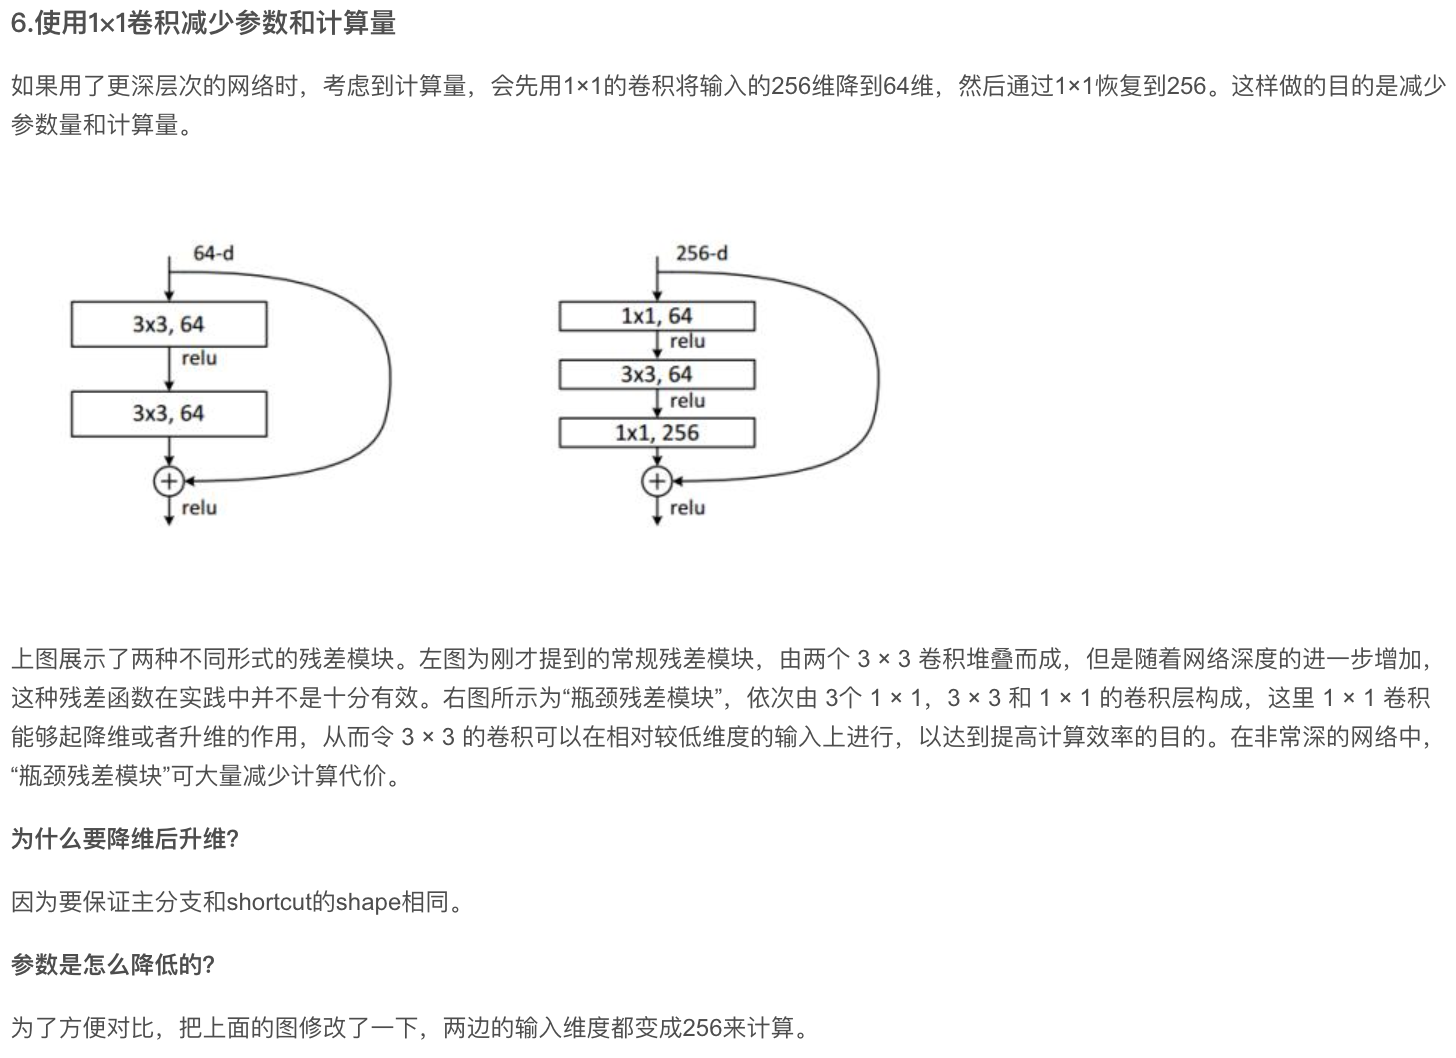 6.使用1×1卷积减少参数和计算量
如果用了更深层次的网络时，考虑到计算量，会先用1×1的卷积将输入的256维降到64维，然后通过1×1恢复到256。这样做的目的是减少
参数量和计算量。
64-d
3x3, 64
relu
3x3, 64
relu
256-d
1x1, 64
relu
3x3, 64
relu
1x1, 256
relu
上图展示了两种不同形式的残差模块。左图为刚才提到的常规残差模块，由两个 3 × 3 卷积堆叠而成，但是随着网络深度的进一步增加，
这种残差函数在实践中并不是十分有效。右图所示为“瓶颈残差模块”，依次由 3个 1 × 1，3 × 3 和 1 × 1 的卷积层构成，这里 1 × 1 卷积
能够起降维或者升维的作用，从而令 3 × 3 的卷积可以在相对较低维度的输入上进行，以达到提高计算效率的目的。在非常深的网络中，
“瓶颈残差模块”可大量减少计算代价。
为什么要降维后升维?
因为要保证主分支和shortcut的shape相同。
参数是怎么降低的?
为了方便对比，把上面的图修改了一下，两边的输入维度都变成256来计算。